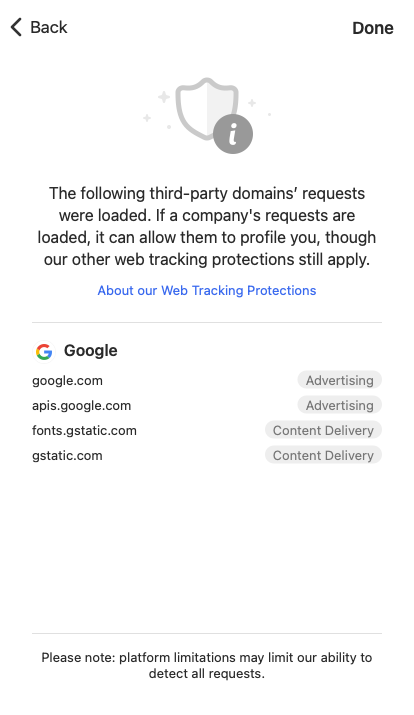 Back
Done
The following third-party domains’ requests
were loaded. If a company's requests are
loaded, it can allow them to profile you, though
our other web tracking protections still apply.
About our Web Tracking Protections
Google
google.com Advertising
apis.google.com Advertising
fonts.gstatic.com Content Delivery
gstatic.com Content Delivery
Please note: platform limitations may limit our ability to
detect all requests.